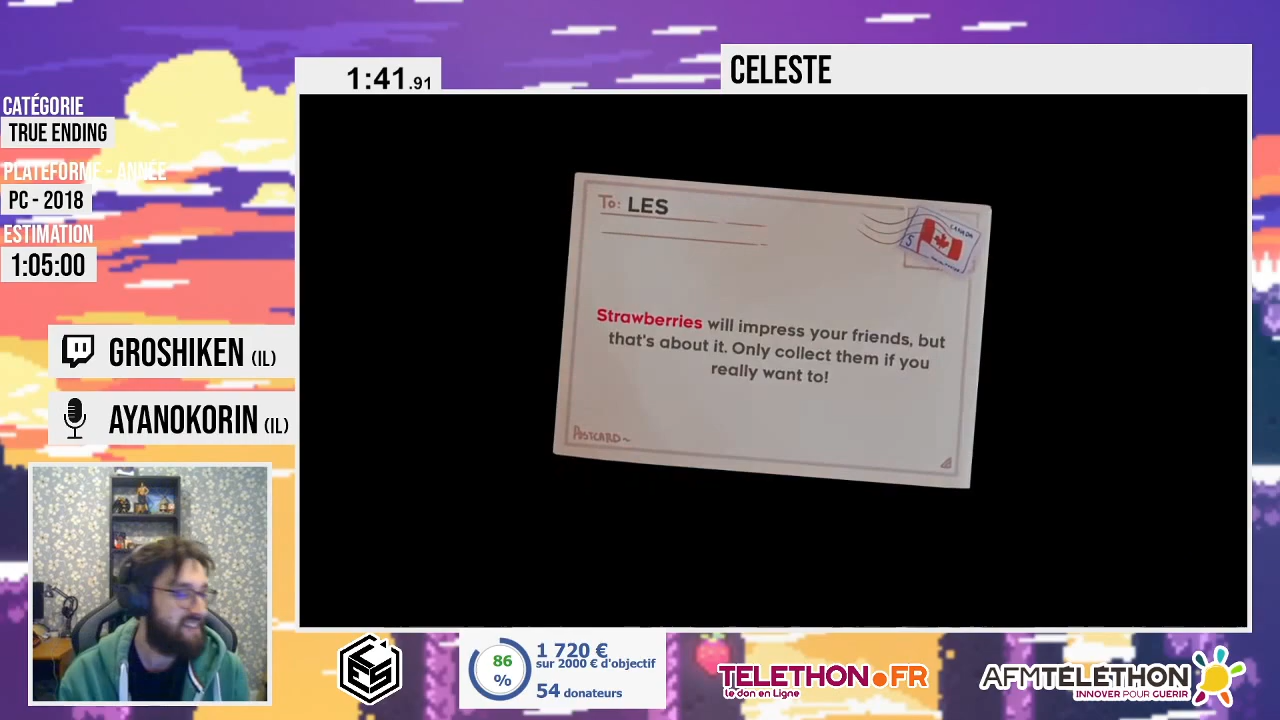 1:41.91
CELESTE
CATÉGORIE
TRUE ENDING
PLATEFORME - ANNÉE
PC - 2018
ESTIMATION
1:05:00
GROSHIKEN (IL)
AYANOKORIN (IL)
To: LES
CANADA
5
Strawberries will impress your friends, but
that's about it. Only collect them if you
really want to!
POSTCARD~
86
%
1 720 €
sur 2000 € d'objectif
54 donateurs
TELETHON.FR
le don en Ligne
AFMTELETHON
INNOVER POUR GUÉRIR